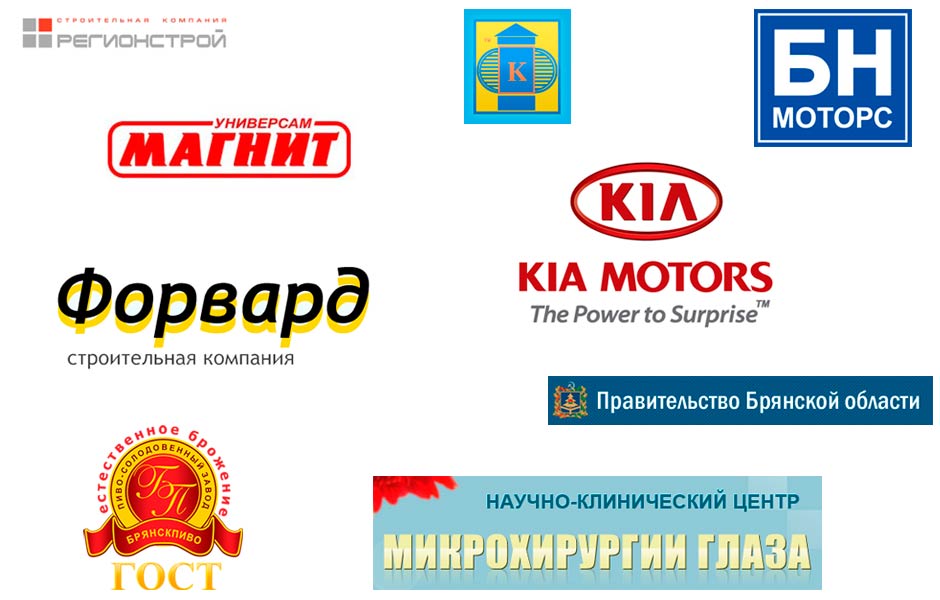 СТРОИТЕЛЬНАЯ КОМПАНИЯ
РЕГИОНСТРОЙ
TM
К
БН
МОТОРС
УНИВЕРСАМ
МАГНИТ
KIA
KIA MOTORS
The Power to Surprise™
Форвард
строительная компания
Правительство Брянской области
естественное брожение
ПИВО-СОЛОДОВЕННЫЙ ЗАВОД
БП
БРЯНСКПИВО
ГОСТ
НАУЧНО-КЛИНИЧЕСКИЙ ЦЕНТР
МИКРОХИРУРГИИ ГЛАЗА